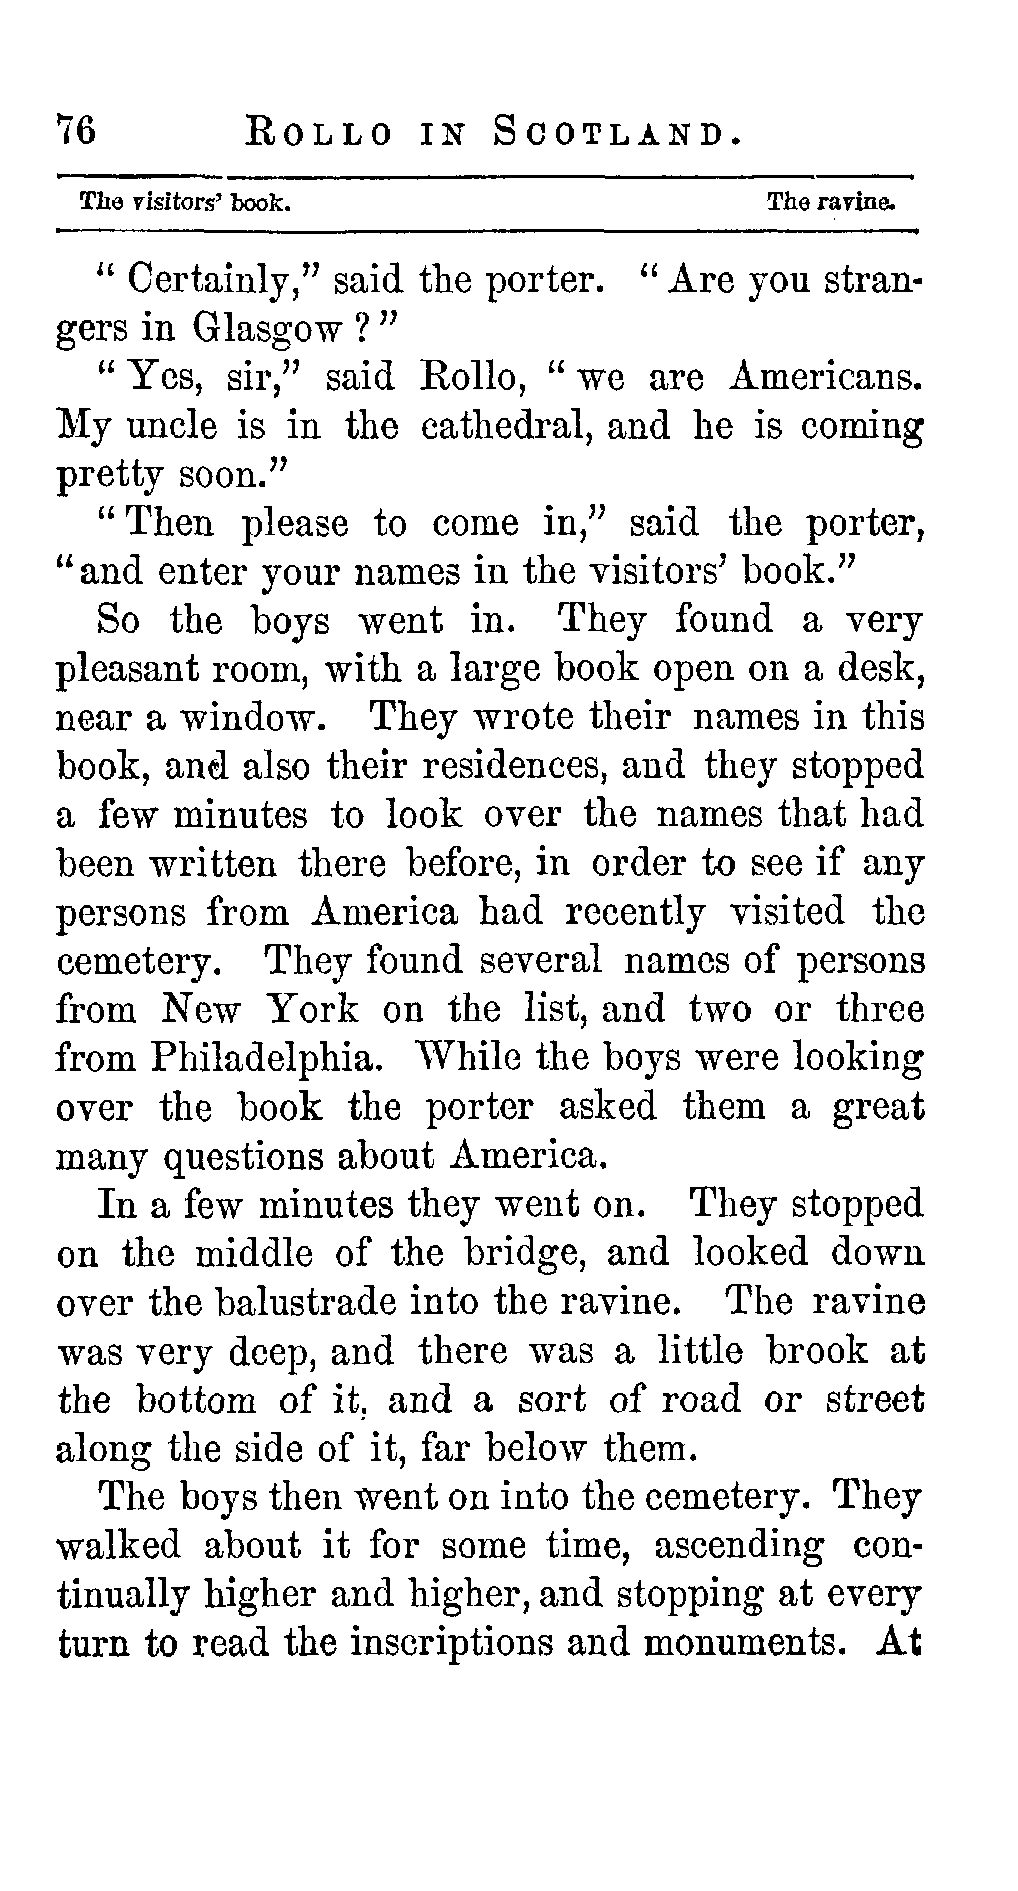 76 ROLLO IN SCOTLAND.
The visitors' book. The ravine.
"Certainly," said the porter. "Are you stran-
gers in Glasgow?"
"Yes, sir," said Rollo, "we are Americans.
My uncle is in the cathedral, and he is coming
pretty soon."
"Then please to come in," said the porter,
"and enter your names in the visitors' book."
So the boys went in. They found a very
pleasant room, with a large book open on a desk,
near a window. They wrote their names in this
book, and also their residences, and they stopped
a few minutes to look over the names that had
been written there before, in order to see if any
persons from America had recently visited the
cemetery. They found several names of persons
from New York on the list, and two or three
from Philadelphia. While the boys were looking
over the book the porter asked them a great
many questions about America.
In a few minutes they went on. They stopped
on the middle of the bridge, and looked down
over the balustrade into the ravine. The ravine
was very deep, and there was a little brook at
the bottom of it, and a sort of road or street
along the side of it, far below them.
The boys then went on into the cemetery. They
walked about it for some time, ascending con-
tinually higher and higher, and stopping at every
turn to read the inscriptions and monuments. At